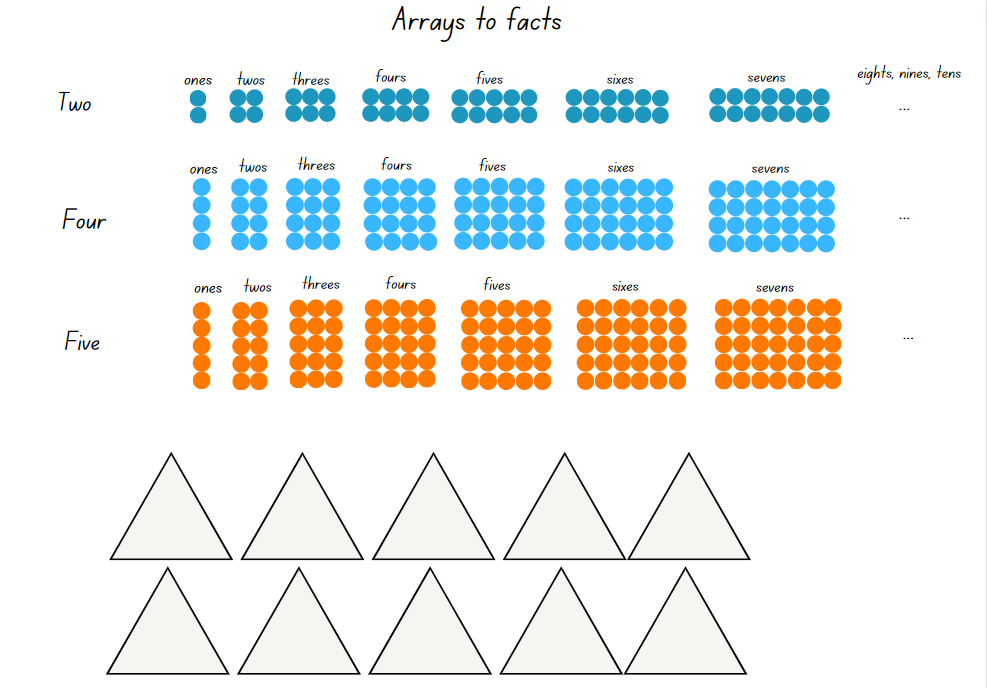 Arrays to facts
ones twos threes fours fives sixes sevens eights, nines, tens
Two ...
ones twos threes fours fives sixes sevens
Four ...
ones twos threes fours fives sixes sevens
Five ...